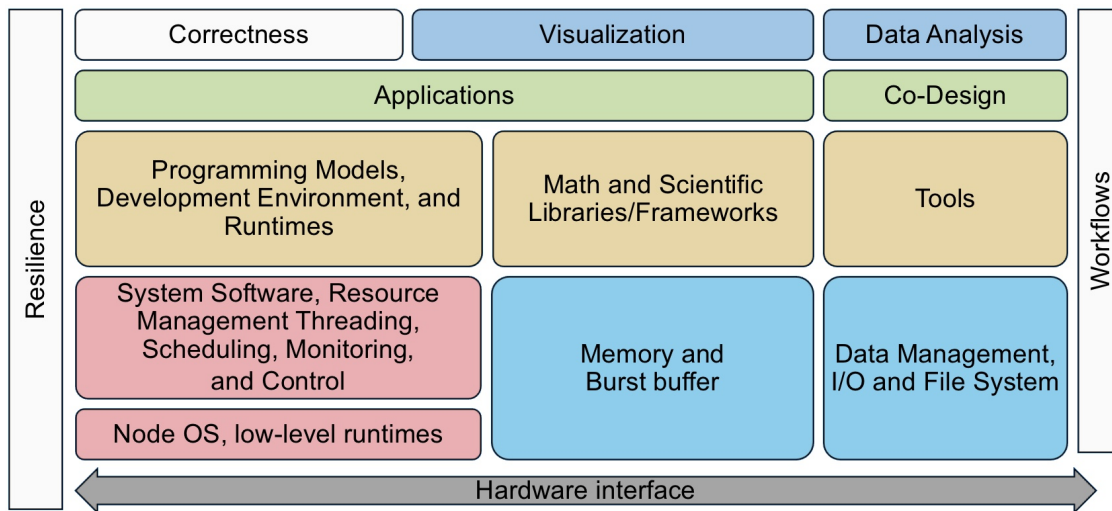 Correctness
Visualization
Data Analysis
Applications
Co-Design
Resilience
Programming Models,
Development Environment, and
Runtimes
Math and Scientific
Libraries/Frameworks
Tools
Workflows
System Software, Resource
Management Threading,
Scheduling, Monitoring,
and Control
Memory and
Burst buffer
Data Management,
I/O and File System
Node OS, low-level runtimes
Hardware interface